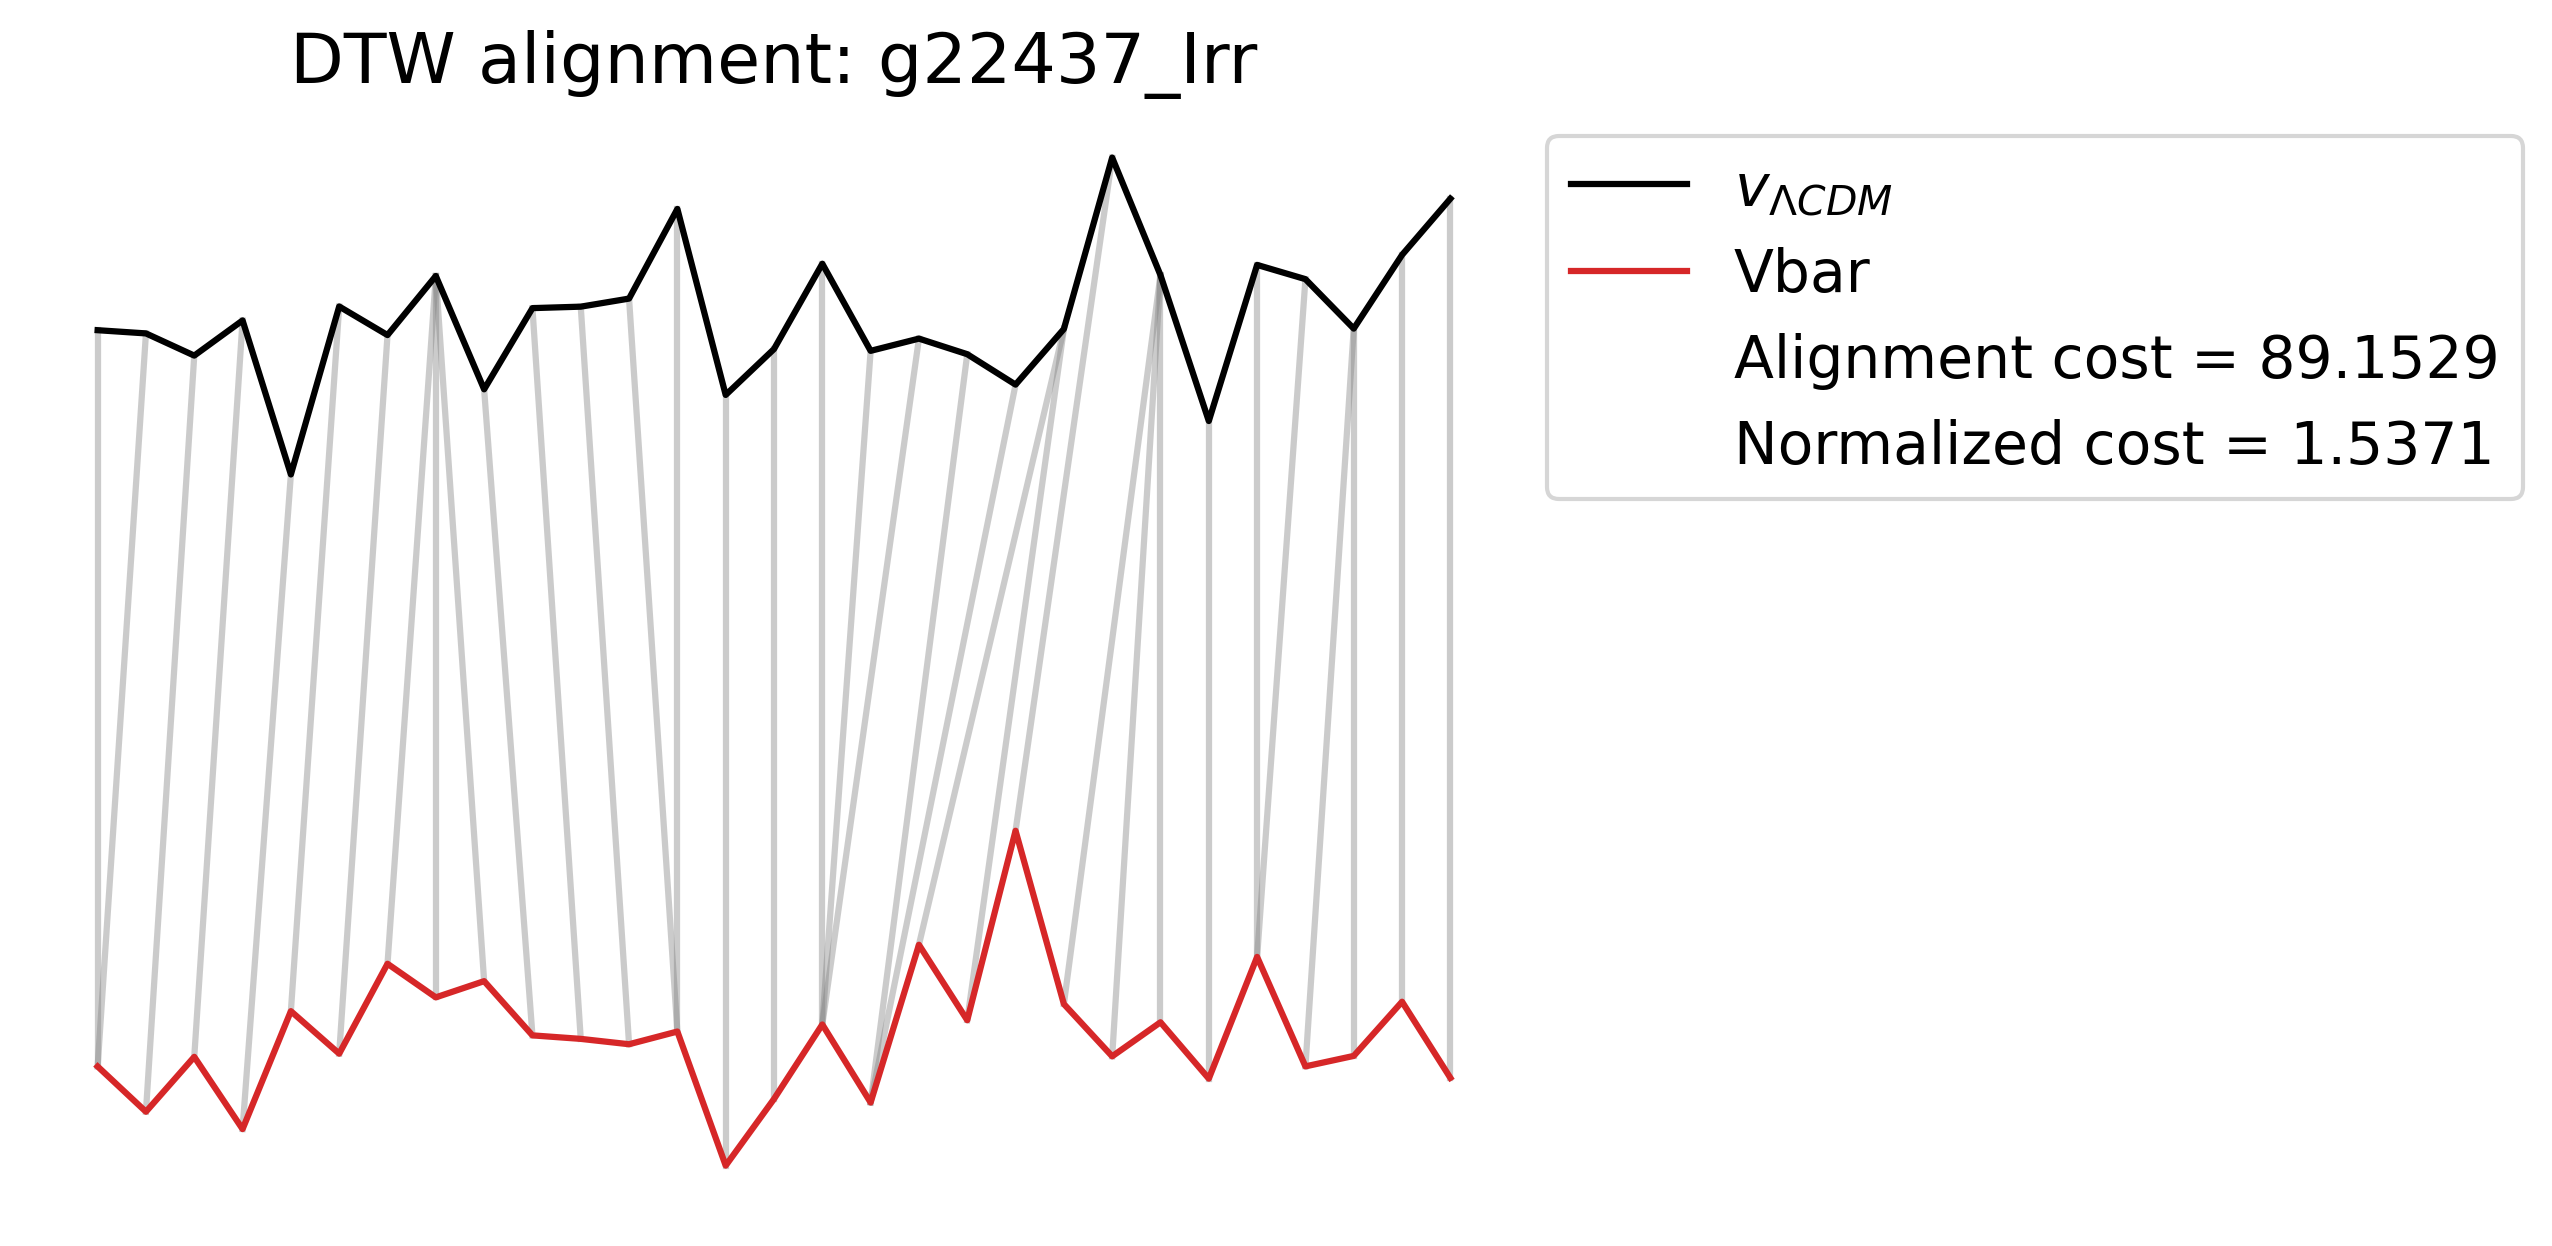 DTW alignment: g22437_Irr
v_ΛCDM
Vbar
Alignment cost = 89.1529
Normalized cost = 1.5371